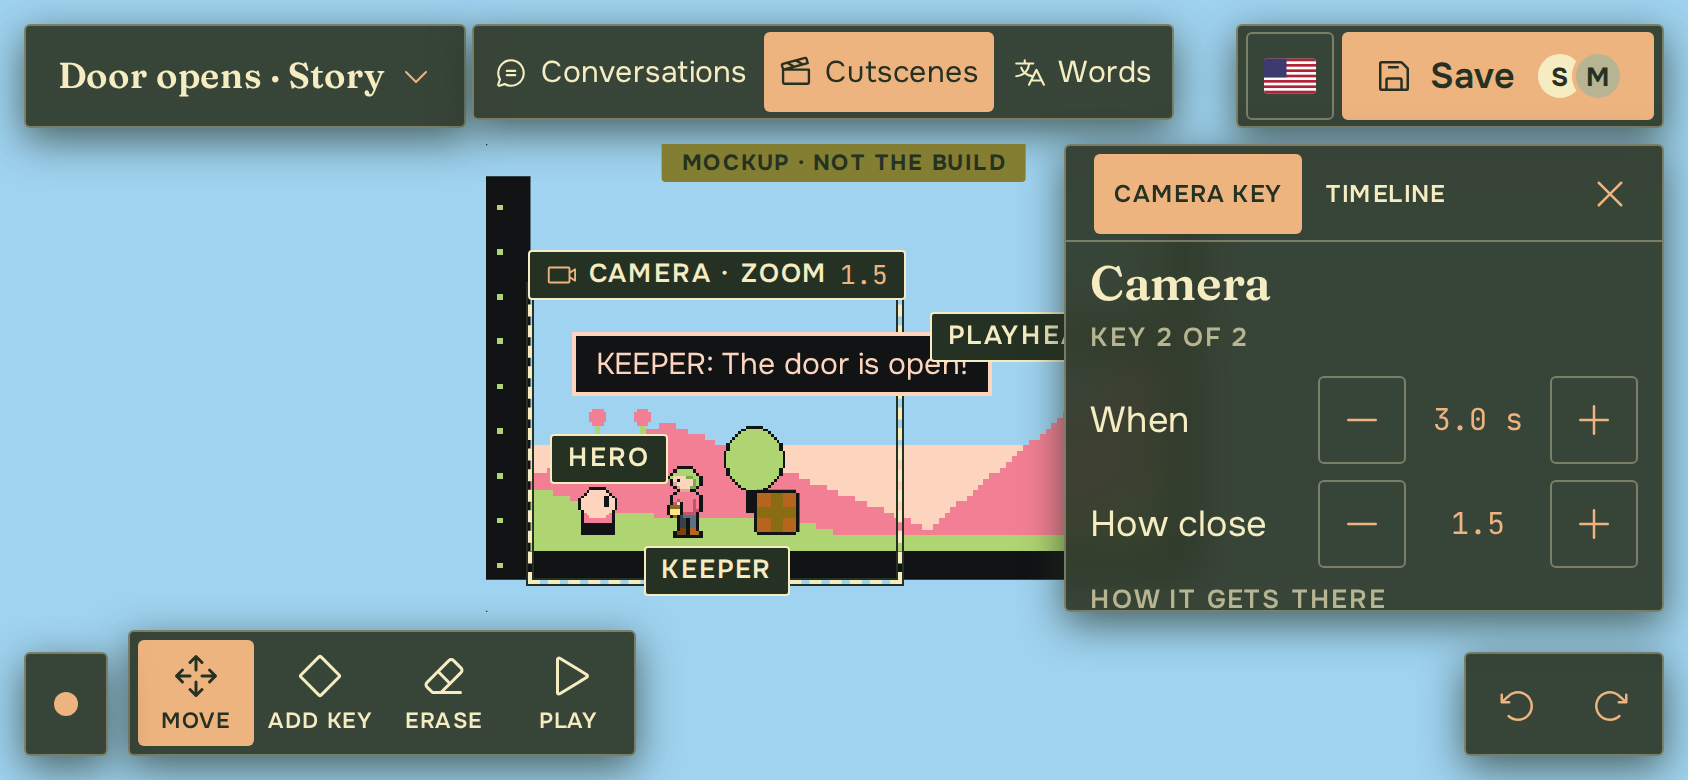 Door opens · Story
Conversations
Cutscenes
Words
Save
S
M
MOCKUP · NOT THE BUILD
CAMERA KEY
TIMELINE
CAMERA · ZOOM 1.5
Camera
KEY 2 OF 2
KEEPER: The door is open!
When
3.0 s
HERO
How close
1.5
KEEPER
HOW IT GETS THERE
MOVE
ADD KEY
ERASE
PLAY